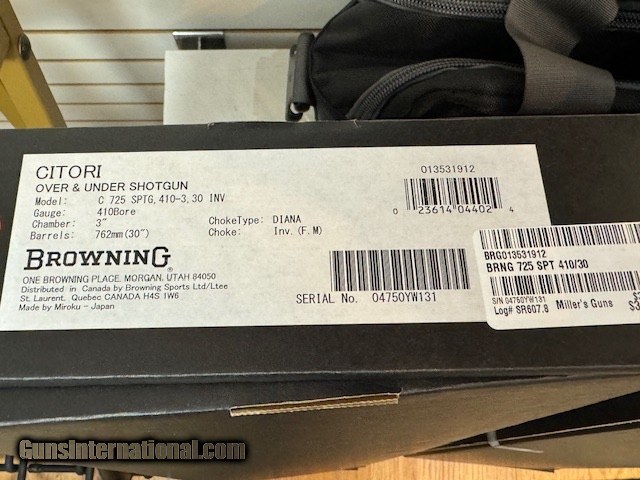 CITORI
OVER & UNDER SHOTGUN
Model: C 725 SPTG,410-3,30 INV
Gauge: 410Bore
Chamber: 3" ChokeType: DIANA
Barrels: 762mm(30") Choke: Inv.(F.M)
013531912
0 23614 04402 4
BROWNING
ONE BROWNING PLACE, MORGAN, UTAH 84050
Distributed in Canada by Browning Sports Ltd/Ltee
St. Laurent. Quebec CANADA H4S 1W6
Made by Miroku - Japan
SERIAL No. 04750YW131
BRG013531912
BRNG 725 SPT 410/30
S/N 04750YW131
Log# SR607.8 Miller's Guns
GunsInternational.com